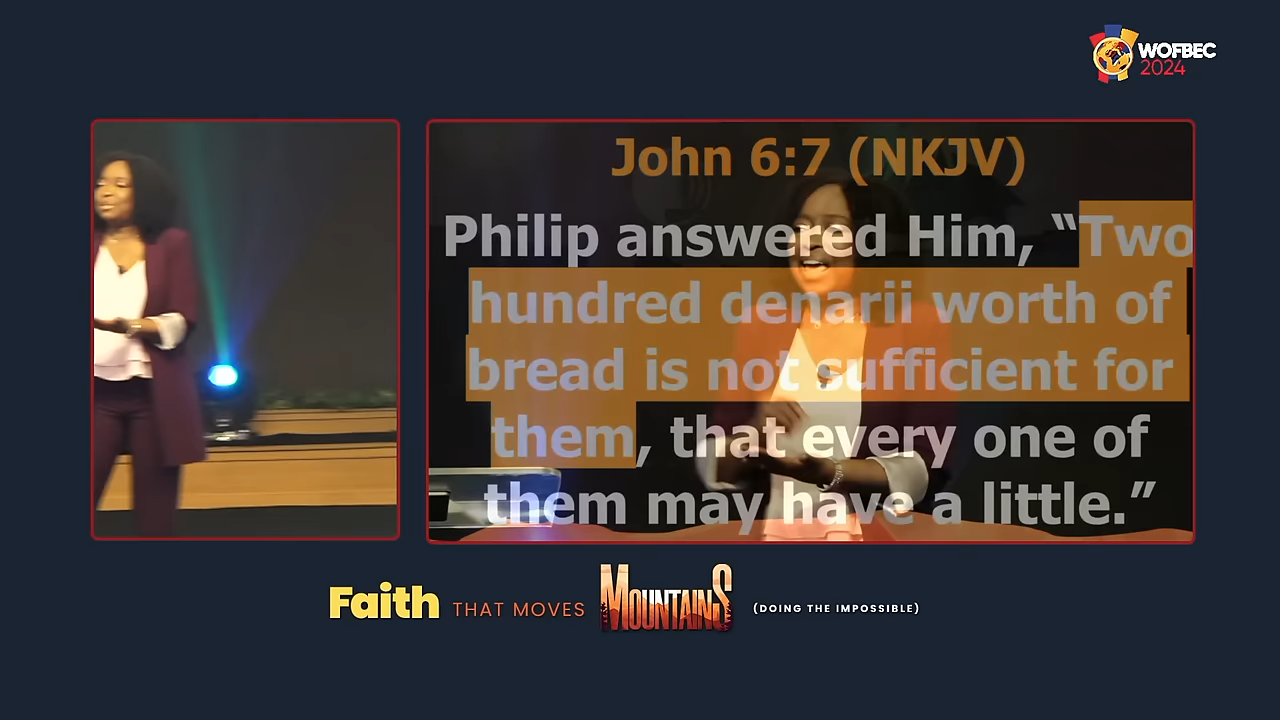 WOFBEC
2024
John 6:7 (NKJV)
Philip answered Him, “Two
hundred denarii worth of
bread is not sufficient for
them, that every one of
them may have a little.”
Faith THAT MOVES MOUNTAINS (DOING THE IMPOSSIBLE)